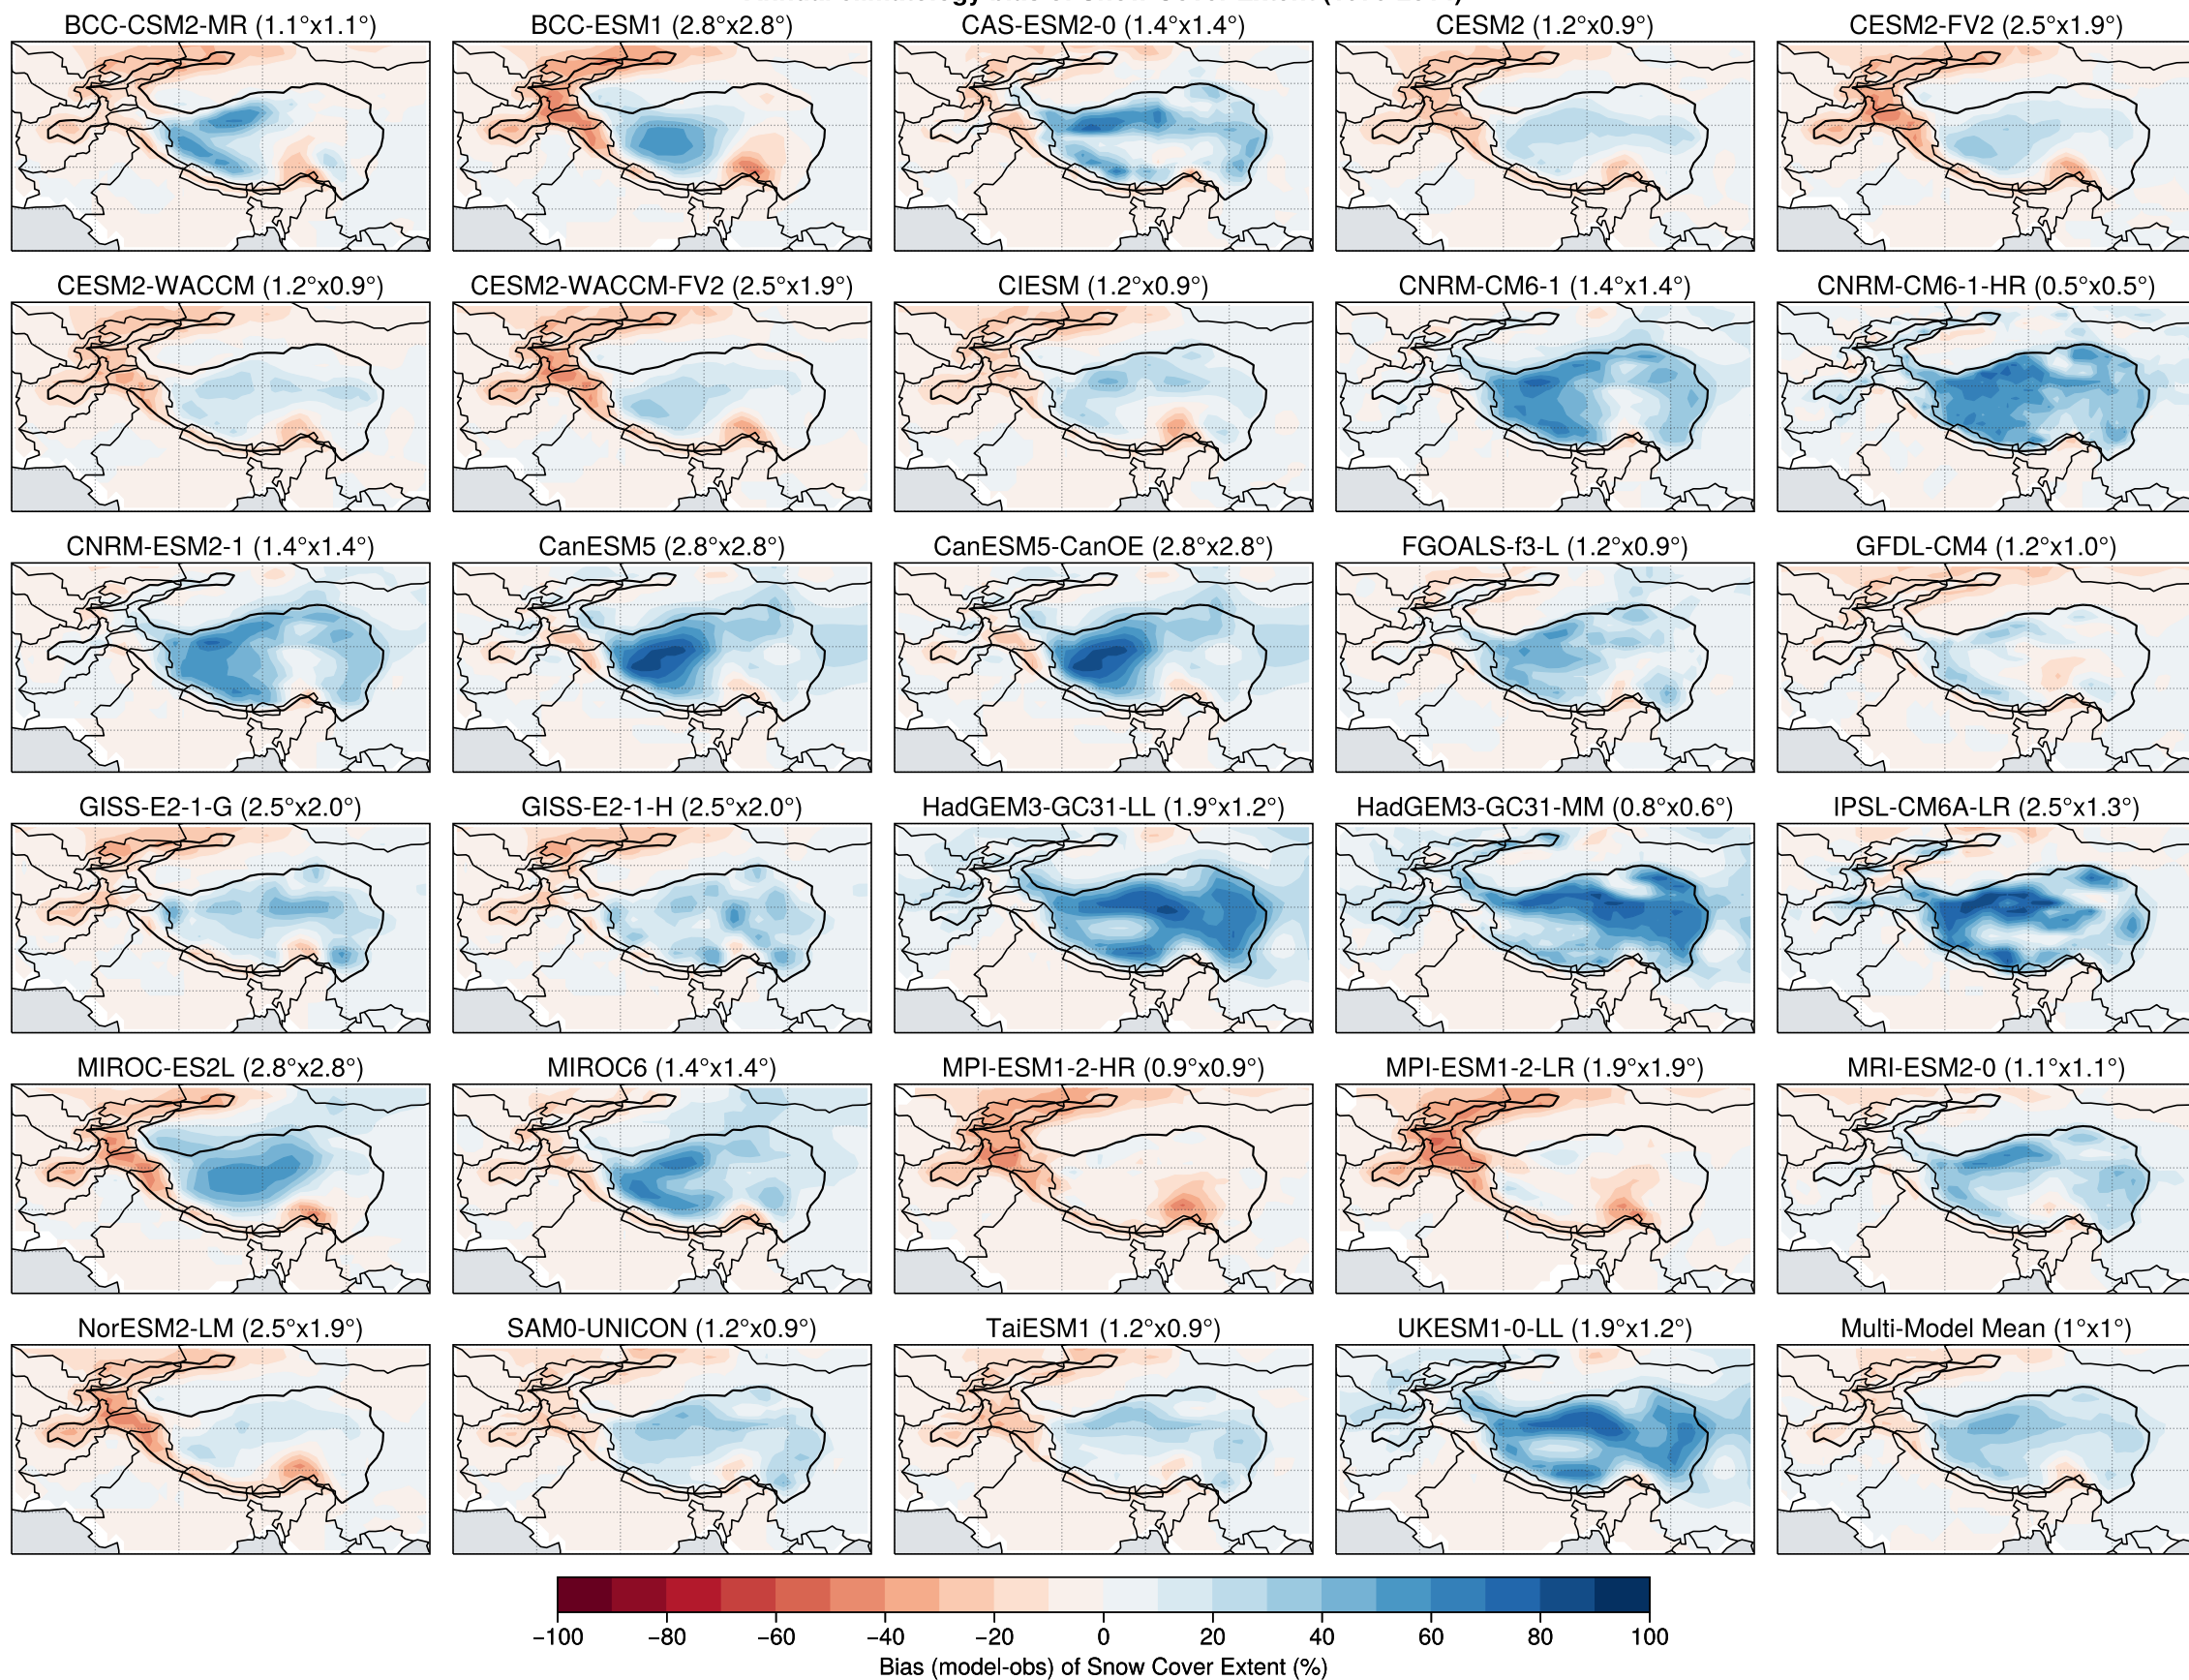 BCC-CSM2-MR (1.1°x1.1°) BCC-ESM1 (2.8°x2.8°) CAS-ESM2-0 (1.4°x1.4°) CESM2 (1.2°x0.9°) CESM2-FV2 (2.5°x1.9°)
CESM2-WACCM (1.2°x0.9°) CESM2-WACCM-FV2 (2.5°x1.9°) CIESM (1.2°x0.9°) CNRM-CM6-1 (1.4°x1.4°) CNRM-CM6-1-HR (0.5°x0.5°)
CNRM-ESM2-1 (1.4°x1.4°) CanESM5 (2.8°x2.8°) CanESM5-CanOE (2.8°x2.8°) FGOALS-f3-L (1.2°x0.9°) GFDL-CM4 (1.2°x1.0°)
GISS-E2-1-G (2.5°x2.0°) GISS-E2-1-H (2.5°x2.0°) HadGEM3-GC31-LL (1.9°x1.2°) HadGEM3-GC31-MM (0.8°x0.6°) IPSL-CM6A-LR (2.5°x1.3°)
MIROC-ES2L (2.8°x2.8°) MIROC6 (1.4°x1.4°) MPI-ESM1-2-HR (0.9°x0.9°) MPI-ESM1-2-LR (1.9°x1.9°) MRI-ESM2-0 (1.1°x1.1°)
NorESM2-LM (2.5°x1.9°) SAM0-UNICON (1.2°x0.9°) TaiESM1 (1.2°x0.9°) UKESM1-0-LL (1.9°x1.2°) Multi-Model Mean (1°x1°)
−100 −80 −60 −40 −20 0 20 40 60 80 100
Bias (model-obs) of Snow Cover Extent (%)